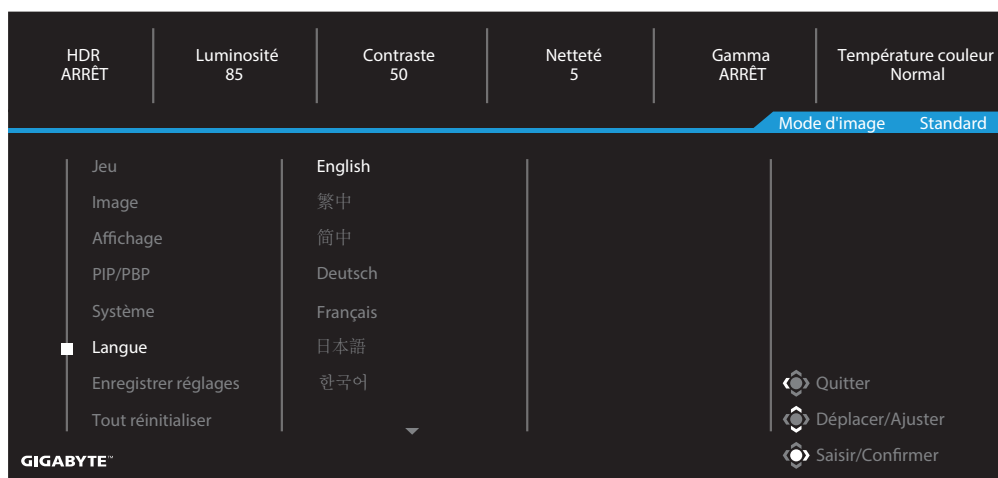 HDR
ARRÊT
Luminosité
85
Contraste
50
Netteté
5
Gamma
ARRÊT
Température couleur
Normal
Mode d'image Standard
Jeu
Image
Affichage
PIP/PBP
Système
Langue
Enregistrer réglages
Tout réinitialiser
English
繁中
简中
Deutsch
Français
日本語
한국어
Quitter
Déplacer/Ajuster
Saisir/Confirmer
GIGABYTE™